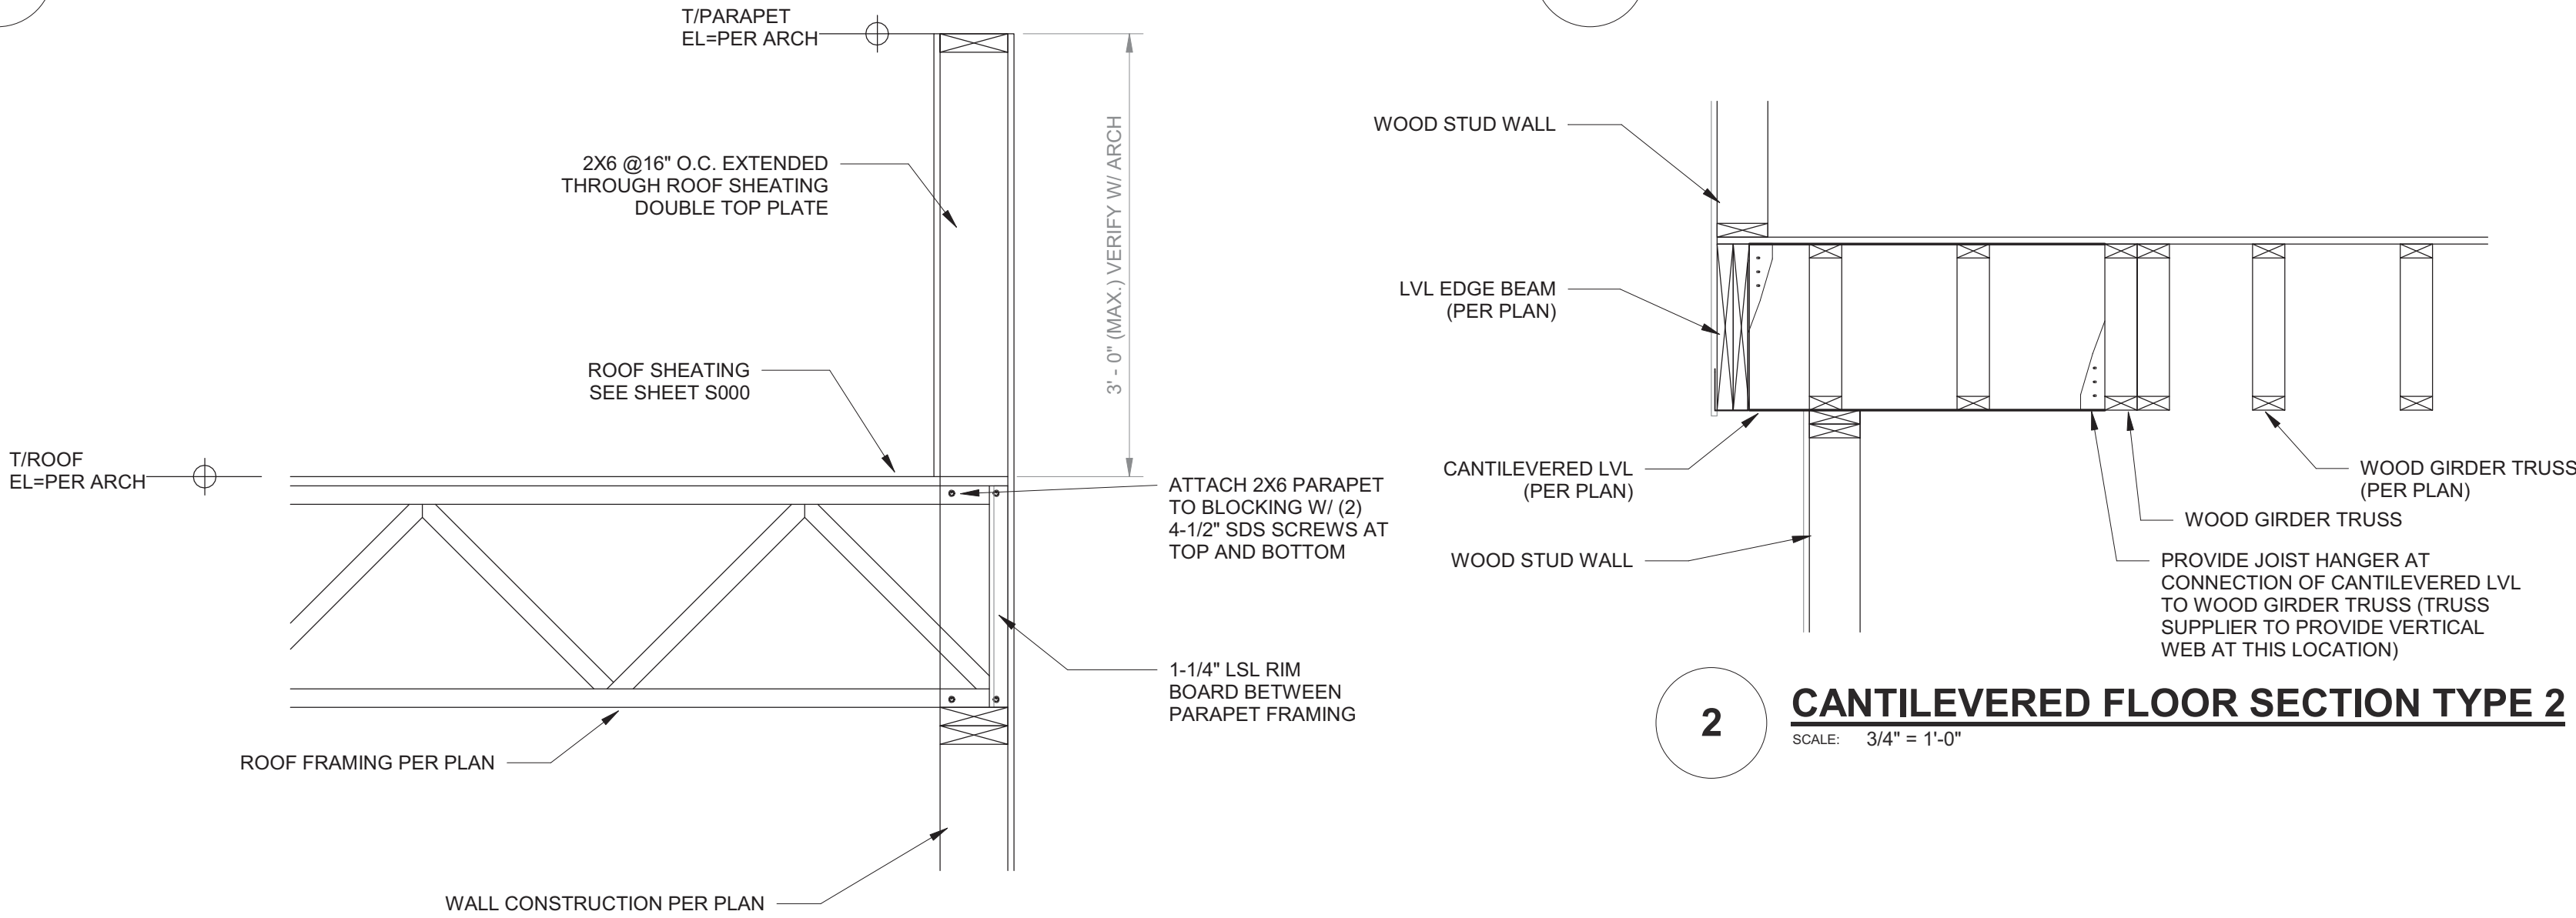 T/PARAPET
EL=PER ARCH
2X6 @16" O.C. EXTENDED
THROUGH ROOF SHEATING
DOUBLE TOP PLATE
3' - 0" (MAX.) VERIFY W/ ARCH
ROOF SHEATING
SEE SHEET S000
T/ROOF
EL=PER ARCH
ATTACH 2X6 PARAPET
TO BLOCKING W/ (2)
4-1/2" SDS SCREWS AT
TOP AND BOTTOM
1-1/4" LSL RIM
BOARD BETWEEN
PARAPET FRAMING
ROOF FRAMING PER PLAN
WALL CONSTRUCTION PER PLAN
WOOD STUD WALL
LVL EDGE BEAM
(PER PLAN)
CANTILEVERED LVL
(PER PLAN)
WOOD STUD WALL
WOOD GIRDER TRUSS
(PER PLAN)
WOOD GIRDER TRUSS
PROVIDE JOIST HANGER AT
CONNECTION OF CANTILEVERED LVL
TO WOOD GIRDER TRUSS (TRUSS
SUPPLIER TO PROVIDE VERTICAL
WEB AT THIS LOCATION)
2
CANTILEVERED FLOOR SECTION TYPE 2
SCALE: 3/4" = 1'-0"